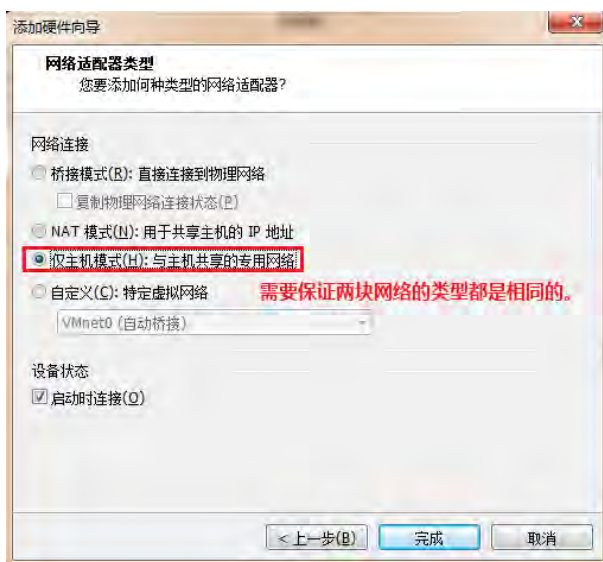 添加硬件向导
网络适配器类型
您要添加何种类型的网络适配器?
网络连接
桥接模式(R): 直接连接到物理网络
复制物理网络连接状态(P)
NAT 模式(N): 用于共享主机的 IP 地址
仅主机模式(H): 与主机共享的专用网络
自定义(C): 特定虚拟网络
需要保证两块网络的类型都是相同的。
VMnet0 (自动桥接)
设备状态
启动时连接(O)
< 上一步(B)
完成
取消